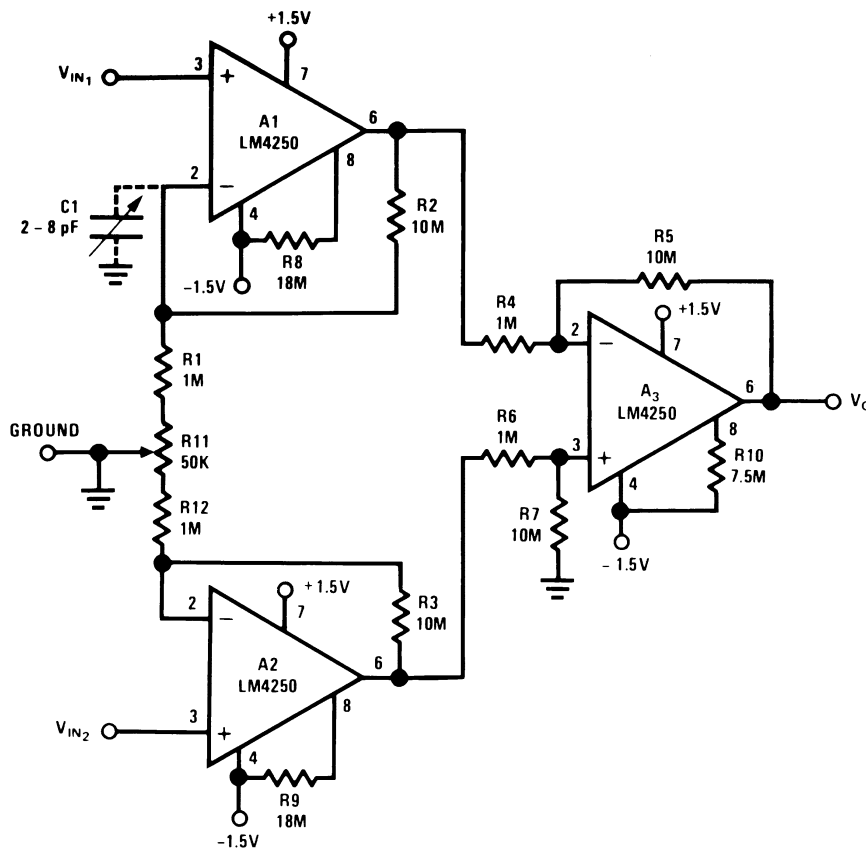 +1.5V
VIN1
3
+
7
A1
LM4250
6
8
2
−
4
C1
2 – 8 pF
R8
18M
−1.5V
R2
10M
R5
10M
R4
1M
+1.5V
2
−
7
A3
LM4250
6
8
R10
7.5M
3
+
4
− 1.5V
R6
1M
R7
10M
R1
1M
GROUND
R11
50K
R12
1M
+1.5V
2
−
7
R3
10M
A2
LM4250
6
8
VIN2
3
+
4
R9
18M
−1.5V